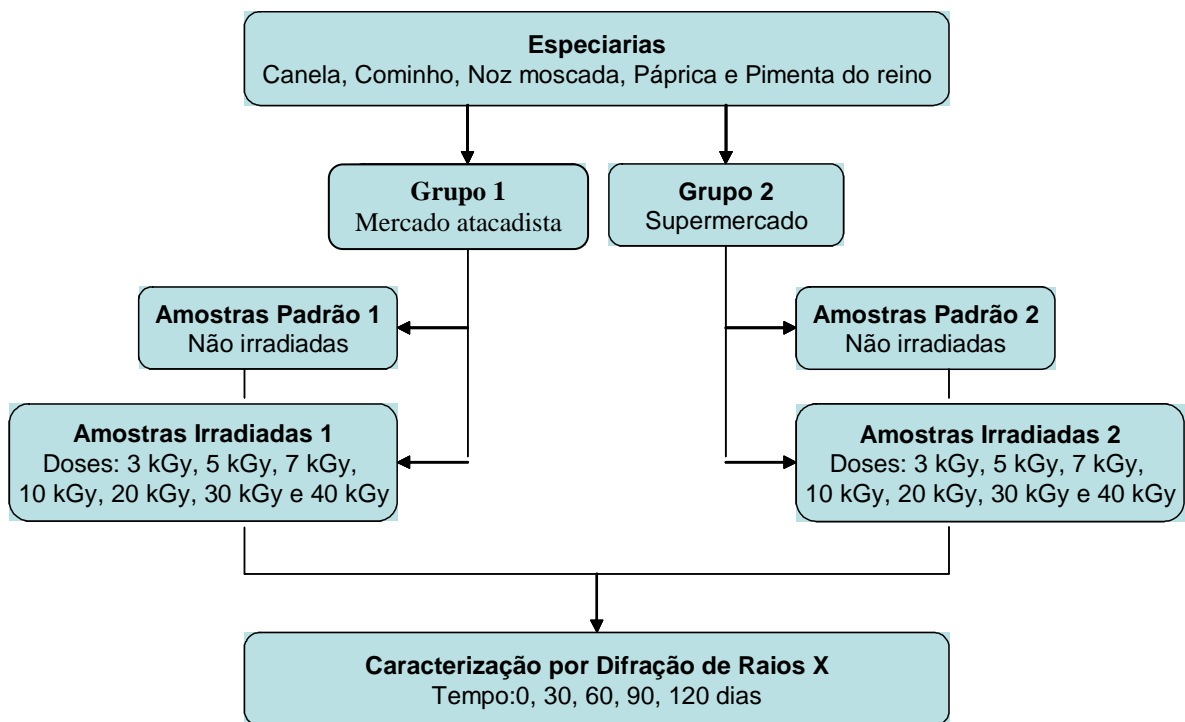 Especiarias
Canela, Cominho, Noz moscada, Páprica e Pimenta do reino
Grupo 1
Mercado atacadista
Grupo 2
Supermercado
Amostras Padrão 1
Não irradiadas
Amostras Padrão 2
Não irradiadas
Amostras Irradiadas 1
Doses: 3 kGy, 5 kGy, 7 kGy,
10 kGy, 20 kGy, 30 kGy e 40 kGy
Amostras Irradiadas 2
Doses: 3 kGy, 5 kGy, 7 kGy,
10 kGy, 20 kGy, 30 kGy e 40 kGy
Caracterização por Difração de Raios X
Tempo:0, 30, 60, 90, 120 dias